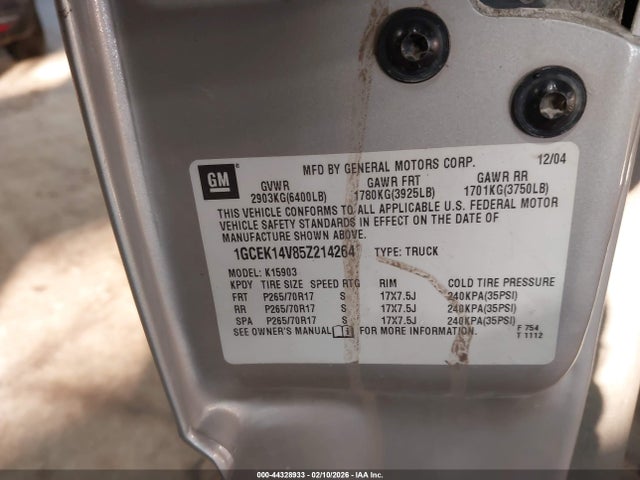 GM
MFD BY GENERAL MOTORS CORP. 12/04
GVWR GAWR FRT GAWR RR
2903KG(6400LB) 1780KG(3925LB) 1701KG(3750LB)
THIS VEHICLE CONFORMS TO ALL APPLICABLE U.S. FEDERAL MOTOR
VEHICLE SAFETY STANDARDS IN EFFECT ON THE DATE OF
MANUFACTURE SHOWN ABOVE.
1GCEK14V85Z214264 TYPE: TRUCK
MODEL: K15903
KPDY TIRE SIZE SPEED RTG RIM COLD TIRE PRESSURE
FRT P265/70R17 S 17X7.5J 240KPA(35PSI)
RR P265/70R17 S 17X7.5J 240KPA(35PSI)
SPA P265/70R17 S 17X7.5J 240KPA(35PSI)
SEE OWNER'S MANUAL FOR MORE INFORMATION.
F 754
T 1112
000-44328933 - 02/10/2026 - IAA Inc.